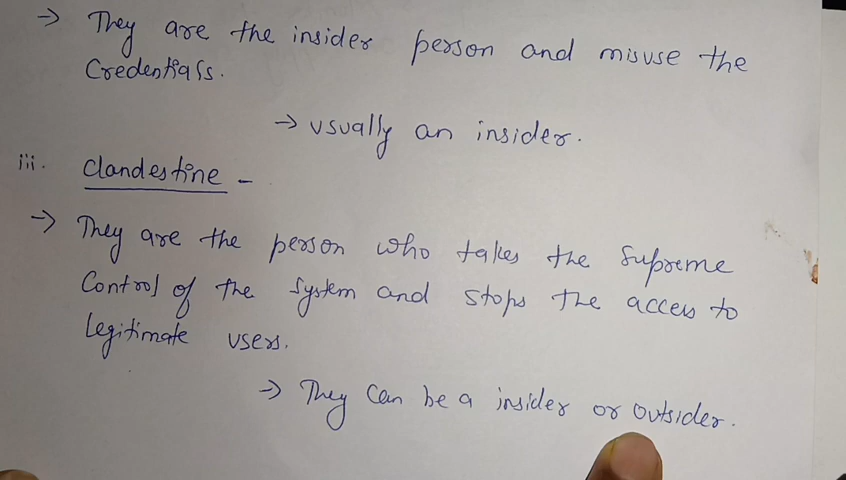 → They are the insider person and misuse the
Credentials.
→ usually an insider.
iii. Clandestine -
→ They are the person who takes the Supreme
Control of the System and stops the access to
legitimate users.
→ They can be a insider or outsider.